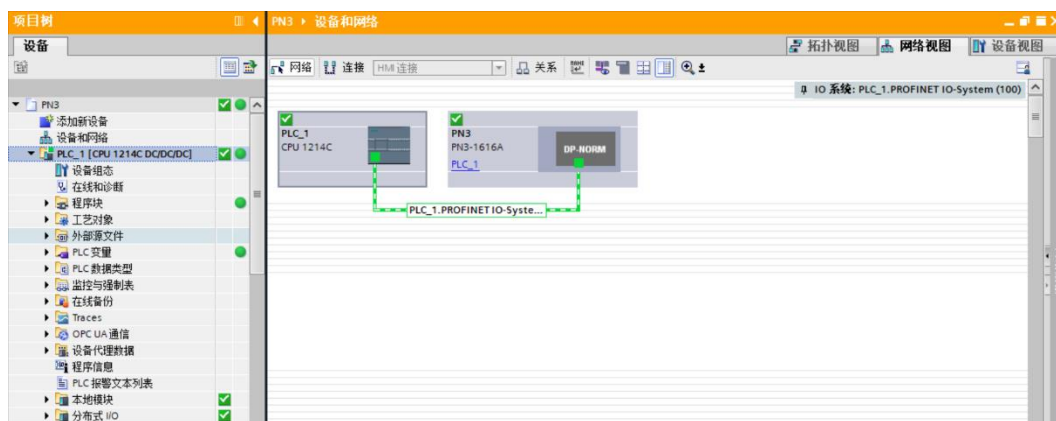 项目树
PN3 ▸ 设备和网络
设备
拓扑视图
网络视图
设备视图
网络
连接
HMI 连接
关系
IO 系统: PLC_1.PROFINET IO-System (100)
PN3
添加新设备
设备和网络
PLC_1 [CPU 1214C DC/DC/DC]
设备组态
在线和诊断
程序块
工艺对象
外部源文件
PLC 变量
PLC 数据类型
监控与强制表
在线备份
Traces
OPC UA 通信
设备代理数据
程序信息
PLC 报警文本列表
本地模块
分布式 I/O
PLC_1
CPU 1214C
PN3
PN3-1616A
PLC_1
DP-NORM
PLC_1.PROFINET IO-Syste...